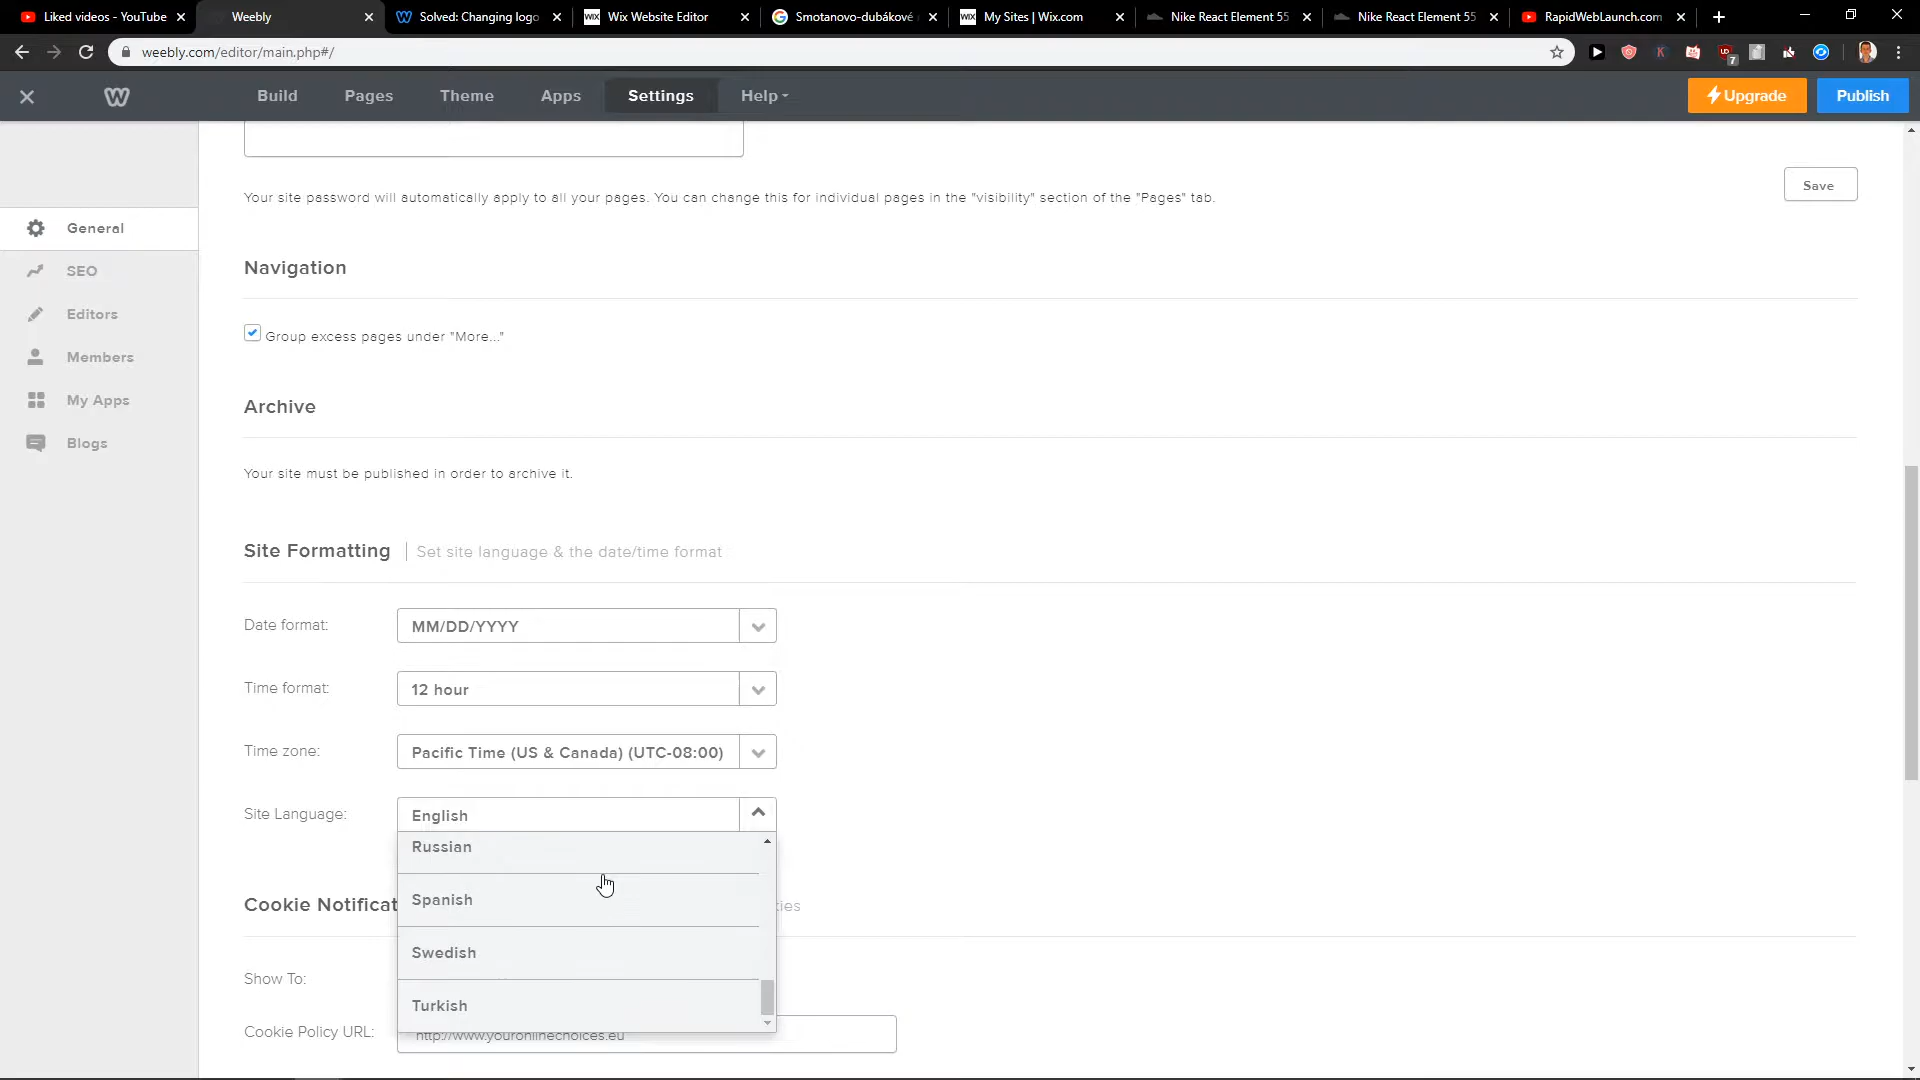 Liked videos - YouTube
Weebly
Solved: Changing logo
WIX Wix Website Editor
Smotanovo-dubákové
WIX My Sites | Wix.com
Nike React Element 55
Nike React Element 55
RapidWebLaunch.com
weebly.com/editor/main.php#/
7
Build
Pages
Theme
Apps
Settings
Help
Upgrade
Publish
Your site password will automatically apply to all your pages. You can change this for individual pages in the "visibility" section of the "Pages" tab.
Save
General
SEO
Editors
Members
My Apps
Blogs
Navigation
Group excess pages under "More..."
Archive
Your site must be published in order to archive it.
Site Formatting
Set site language & the date/time format
Date format:
MM/DD/YYYY
Time format:
12 hour
Time zone:
Pacific Time (US & Canada) (UTC-08:00)
Site Language:
English
Russian
Spanish
Swedish
Turkish
Cookie Notificat
ies
Show To:
Cookie Policy URL:
http://www.youronlinechoices.eu